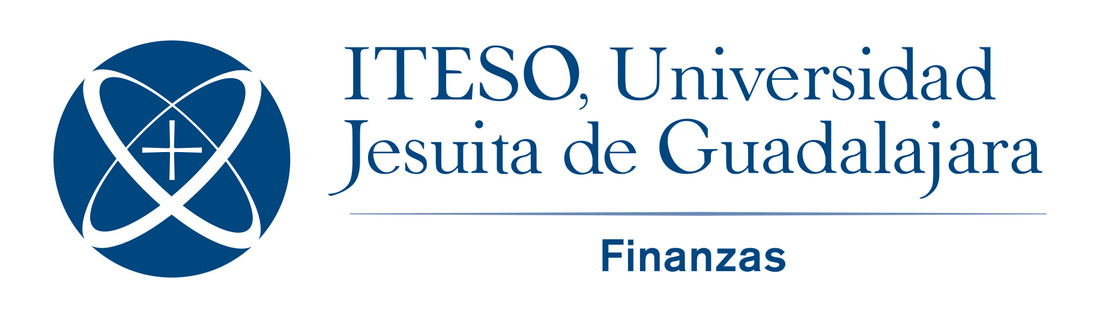 ITESO, Universidad
Jesuita de Guadalajara
Finanzas